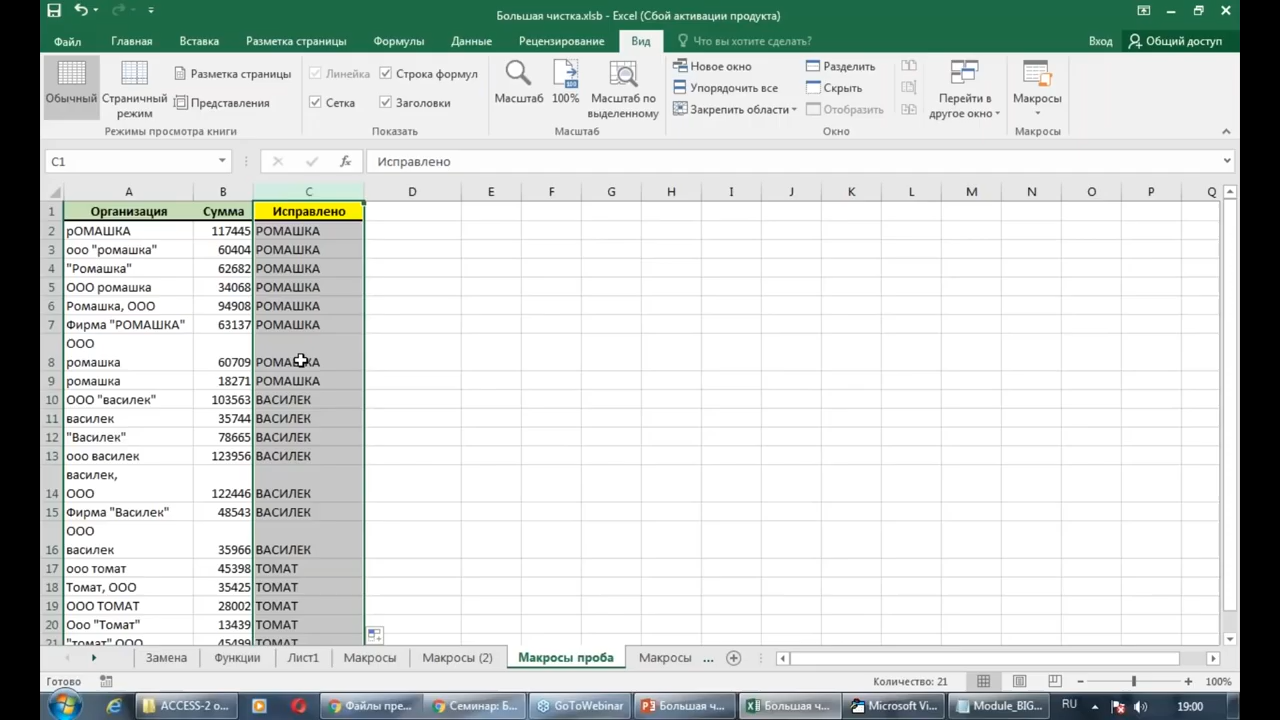 Большая чистка.xlsb - Excel (Сбой активации продукта)
Файл Главная Вставка Разметка страницы Формулы Данные Рецензирование Вид Что вы хотите сделать? Вход Общий доступ
Обычный Страничный режим Разметка страницы Представления
Режимы просмотра книги
Линейка Строка формул
Сетка Заголовки
Показать
Масштаб 100% Масштаб по выделенному
Масштаб
Новое окно Упорядочить все Закрепить области
Разделить Скрыть Отобразить
Перейти в другое окно
Окно
Макросы
Макросы
C1 fx Исправлено
A B C D E F G H I J K L M N O P Q
1 Организация Сумма Исправлено
2 рОМАШКА 117445 РОМАШКА
3 ооо "ромашка" 60404 РОМАШКА
4 "Ромашка" 62682 РОМАШКА
5 ООО ромашка 34068 РОМАШКА
6 Ромашка, ООО 94908 РОМАШКА
7 Фирма "РОМАШКА" 63137 РОМАШКА
ООО
8 ромашка 60709 РОМАШКА
9 ромашка 18271 РОМАШКА
10 ООО "василек" 103563 ВАСИЛЕК
11 василек 35744 ВАСИЛЕК
12 "Василек" 78665 ВАСИЛЕК
13 ооо василек 123956 ВАСИЛЕК
василек,
14 ООО 122446 ВАСИЛЕК
15 Фирма "Василек" 48543 ВАСИЛЕК
ООО
16 василек 35966 ВАСИЛЕК
17 ооо томат 45398 ТОМАТ
18 Томат, ООО 35425 ТОМАТ
19 ООО ТОМАТ 28002 ТОМАТ
20 Ооо "Томат" 13439 ТОМАТ
21 "томат" ООО 45499 ТОМАТ
Замена Функции Лист1 Макросы Макросы (2) Макросы проба Макросы ...
Готово Количество: 21 100%
ACCESS-2 о... Файлы пре... Семинар: Б... GoToWebinar Большая ч... Большая ч... Microsoft Vi... Module_BIG... RU 19:00